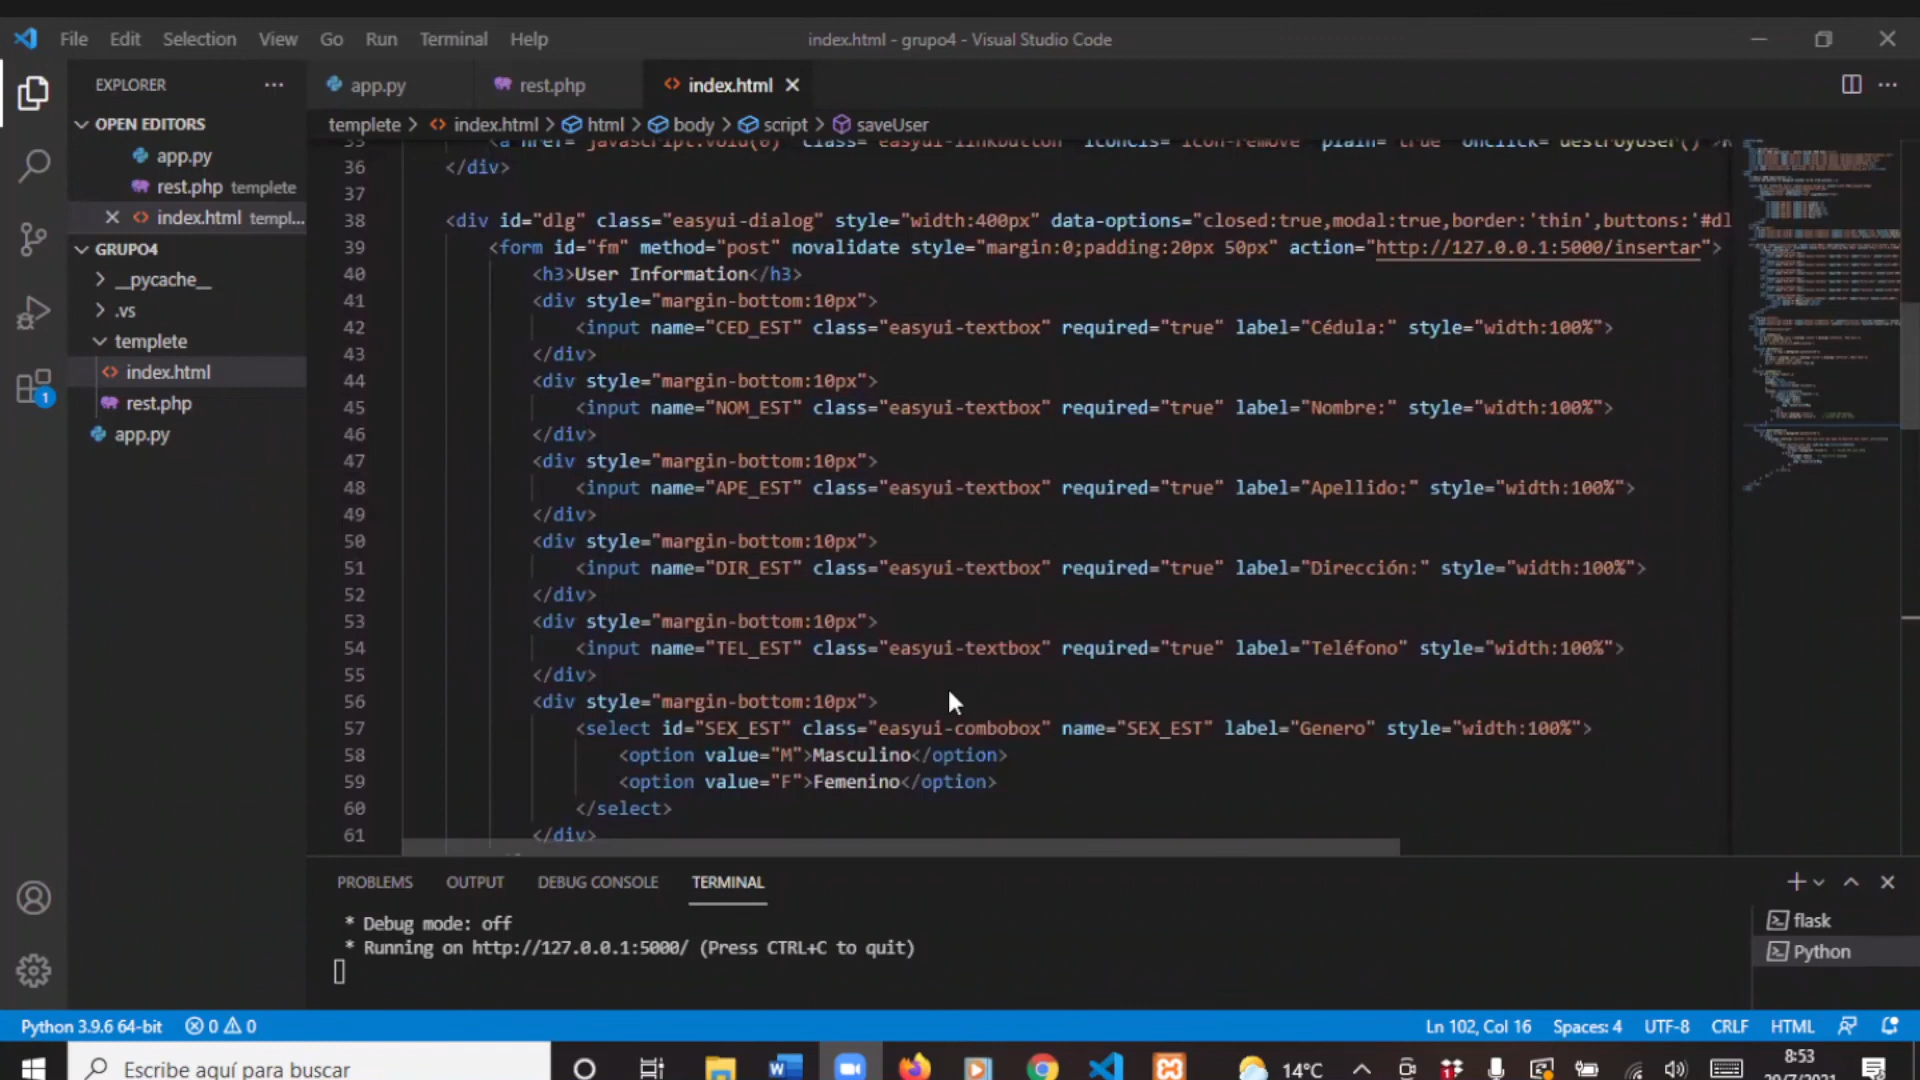 File Edit Selection View Go Run Terminal Help
index.html - grupo4 - Visual Studio Code
EXPLORER
OPEN EDITORS
app.py
rest.php templete
index.html templ...
GRUPO4
__pycache__
.vs
templete
index.html
rest.php
app.py
1
app.py rest.php index.html
templete > index.html > html > body > script > saveUser
36 </div>
37
38 <div id="dlg" class="easyui-dialog" style="width:400px" data-options="closed:true,modal:true,border:'thin',buttons:'#dl
39 <form id="fm" method="post" novalidate style="margin:0;padding:20px 50px" action="http://127.0.0.1:5000/insertar">
40 <h3>User Information</h3>
41 <div style="margin-bottom:10px">
42 <input name="CED_EST" class="easyui-textbox" required="true" label="Cédula:" style="width:100%">
43 </div>
44 <div style="margin-bottom:10px">
45 <input name="NOM_EST" class="easyui-textbox" required="true" label="Nombre:" style="width:100%">
46 </div>
47 <div style="margin-bottom:10px">
48 <input name="APE_EST" class="easyui-textbox" required="true" label="Apellido:" style="width:100%">
49 </div>
50 <div style="margin-bottom:10px">
51 <input name="DIR_EST" class="easyui-textbox" required="true" label="Dirección:" style="width:100%">
52 </div>
53 <div style="margin-bottom:10px">
54 <input name="TEL_EST" class="easyui-textbox" required="true" label="Teléfono" style="width:100%">
55 </div>
56 <div style="margin-bottom:10px">
57 <select id="SEX_EST" class="easyui-combobox" name="SEX_EST" label="Genero" style="width:100%">
58 <option value="M">Masculino</option>
59 <option value="F">Femenino</option>
60 </select>
61 </div>
PROBLEMS OUTPUT DEBUG CONSOLE TERMINAL
* Debug mode: off
* Running on http://127.0.0.1:5000/ (Press CTRL+C to quit)
flask
Python
Python 3.9.6 64-bit 0 0
Ln 102, Col 16 Spaces: 4 UTF-8 CRLF HTML
Escribe aquí para buscar
14°C
8:53